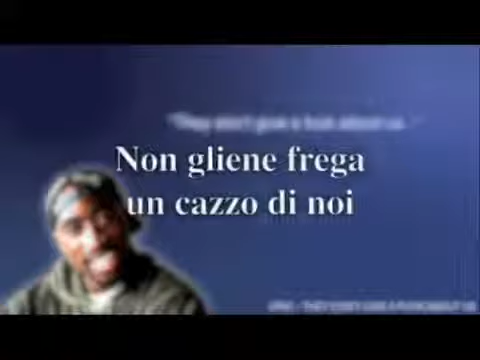 "They don't give a fuck about us..."
Non gliene frega
un cazzo di noi